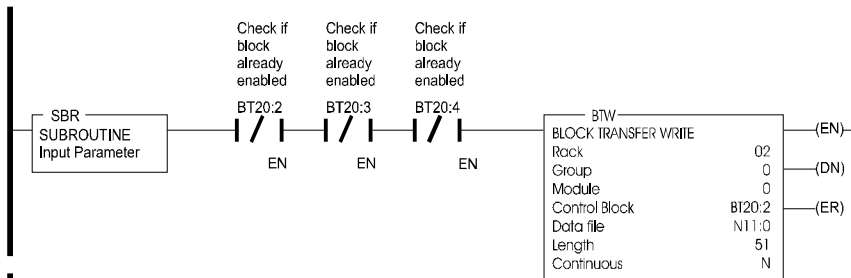 Check if
block
already
enabled
Check if
block
already
enabled
Check if
block
already
enabled
BT20:2
BT20:3
BT20:4
EN
EN
EN
SBR
SUBROUTINE
Input Parameter
BTW
BLOCK TRANSFER WRITE
Rack 02
Group 0
Module 0
Control Block BT20:2
Data file N11:0
Length 51
Continuous N
(EN)
(DN)
(ER)